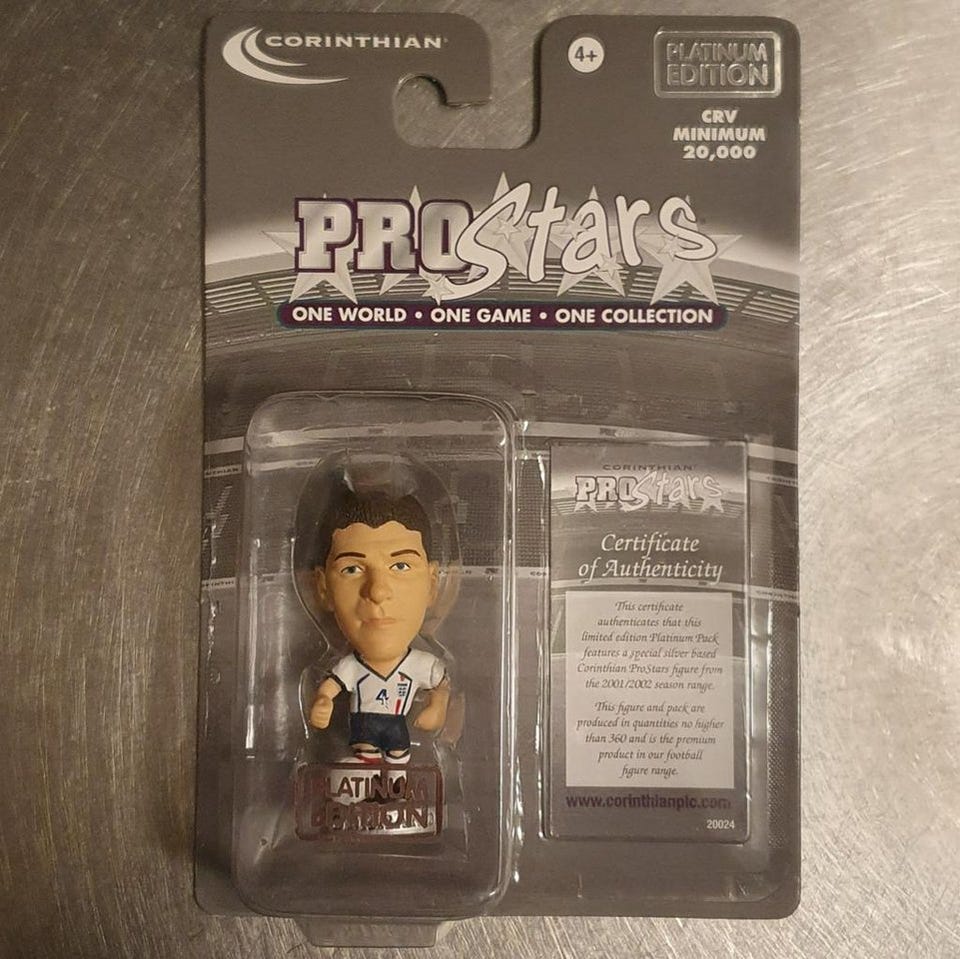 CORINTHIAN
4+
PLATINUM
EDITION
CRV
MINIMUM
20,000
PROStars
ONE WORLD • ONE GAME • ONE COLLECTION
CORINTHIAN
PROStars
Certificate
of Authenticity
This certificate
authenticates that this
limited edition Platinum Pack
features a special silver based
Corinthian ProStars figure from
the 2001/2002 season range.
This figure and pack are
produced in quantities no higher
than 360 and is the premium
product in our football
figure range.
www.corinthianplc.com
20024
4
PLATINUM
EDITION